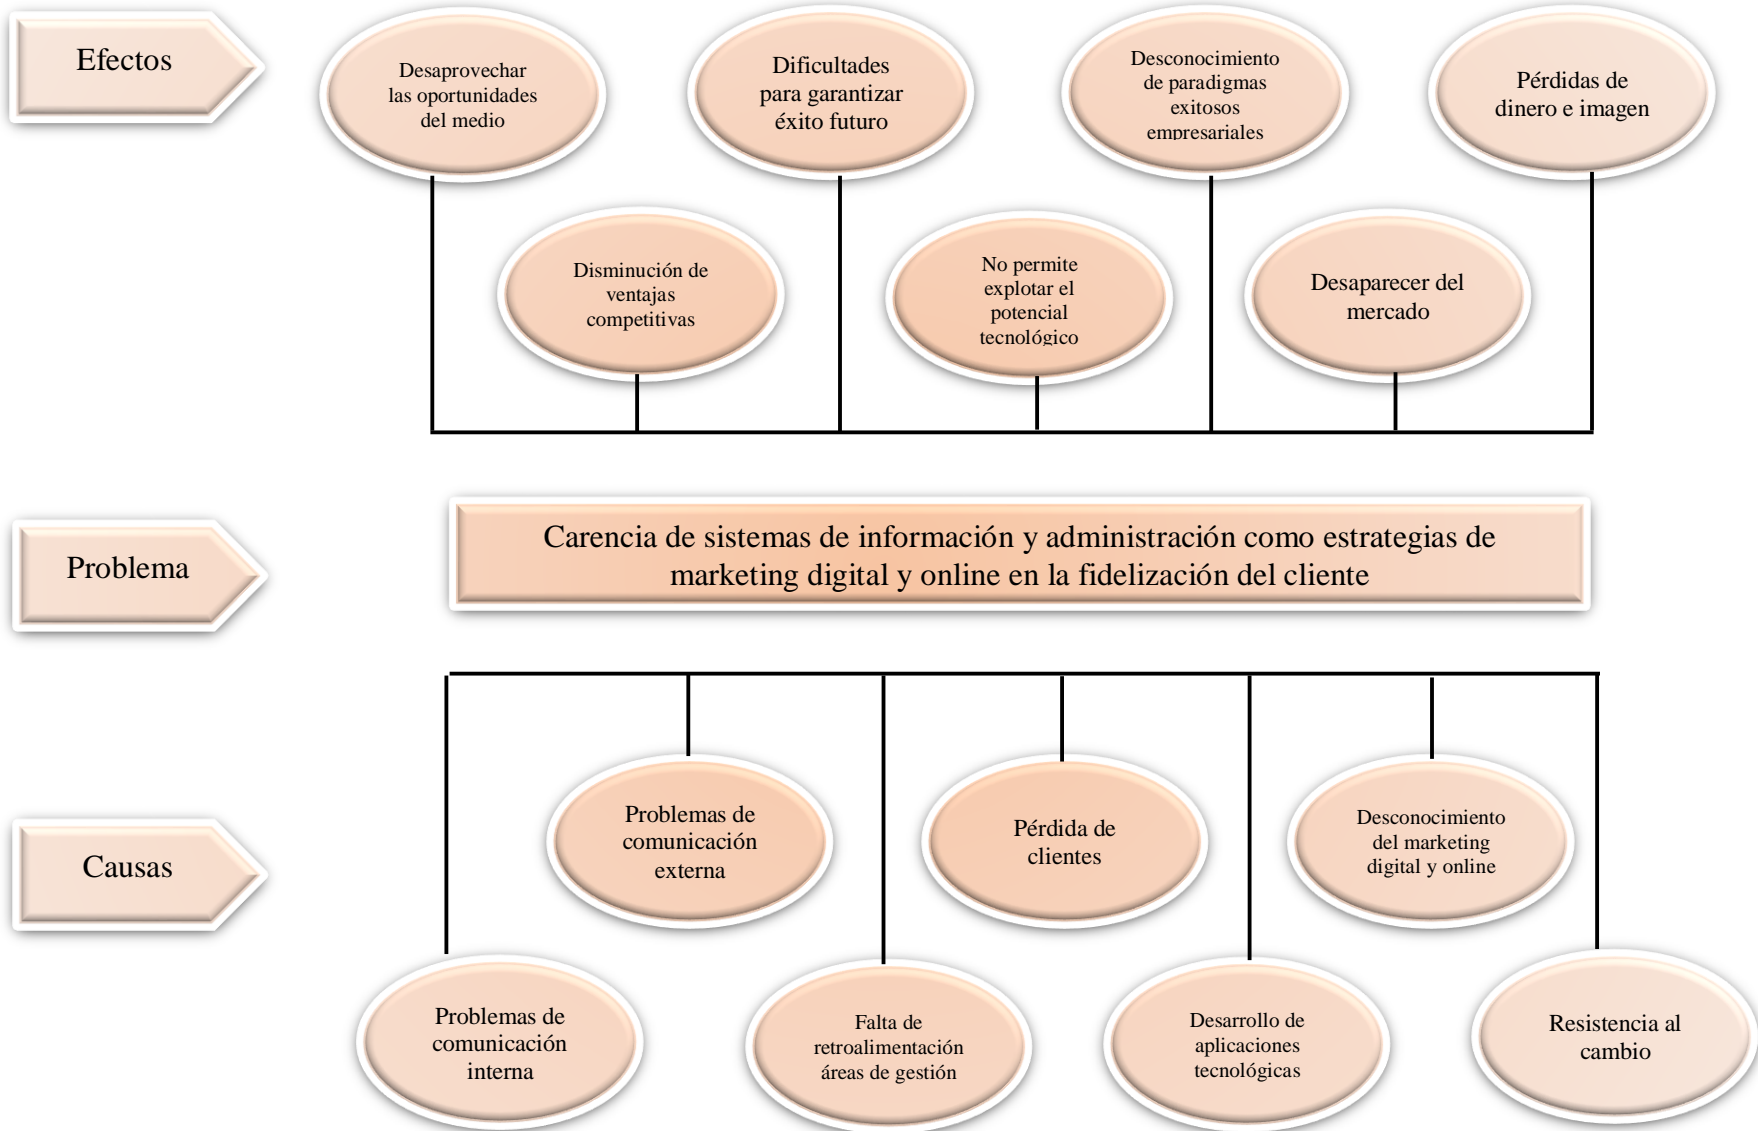 Efectos
Desaprovechar
las oportunidades
del medio
Dificultades
para garantizar
éxito futuro
Desconocimiento
de paradigmas
exitosos
empresariales
Pérdidas de
dinero e imagen
Disminución de
ventajas
competitivas
No permite
explotar el
potencial
tecnológico
Desaparecer del
mercado
Problema
Carencia de sistemas de información y administración como estrategias de
marketing digital y online en la fidelización del cliente
Causas
Problemas de
comunicación
externa
Pérdida de
clientes
Desconocimiento
del marketing
digital y online
Problemas de
comunicación
interna
Falta de
retroalimentación
áreas de gestión
Desarrollo de
aplicaciones
tecnológicas
Resistencia al
cambio